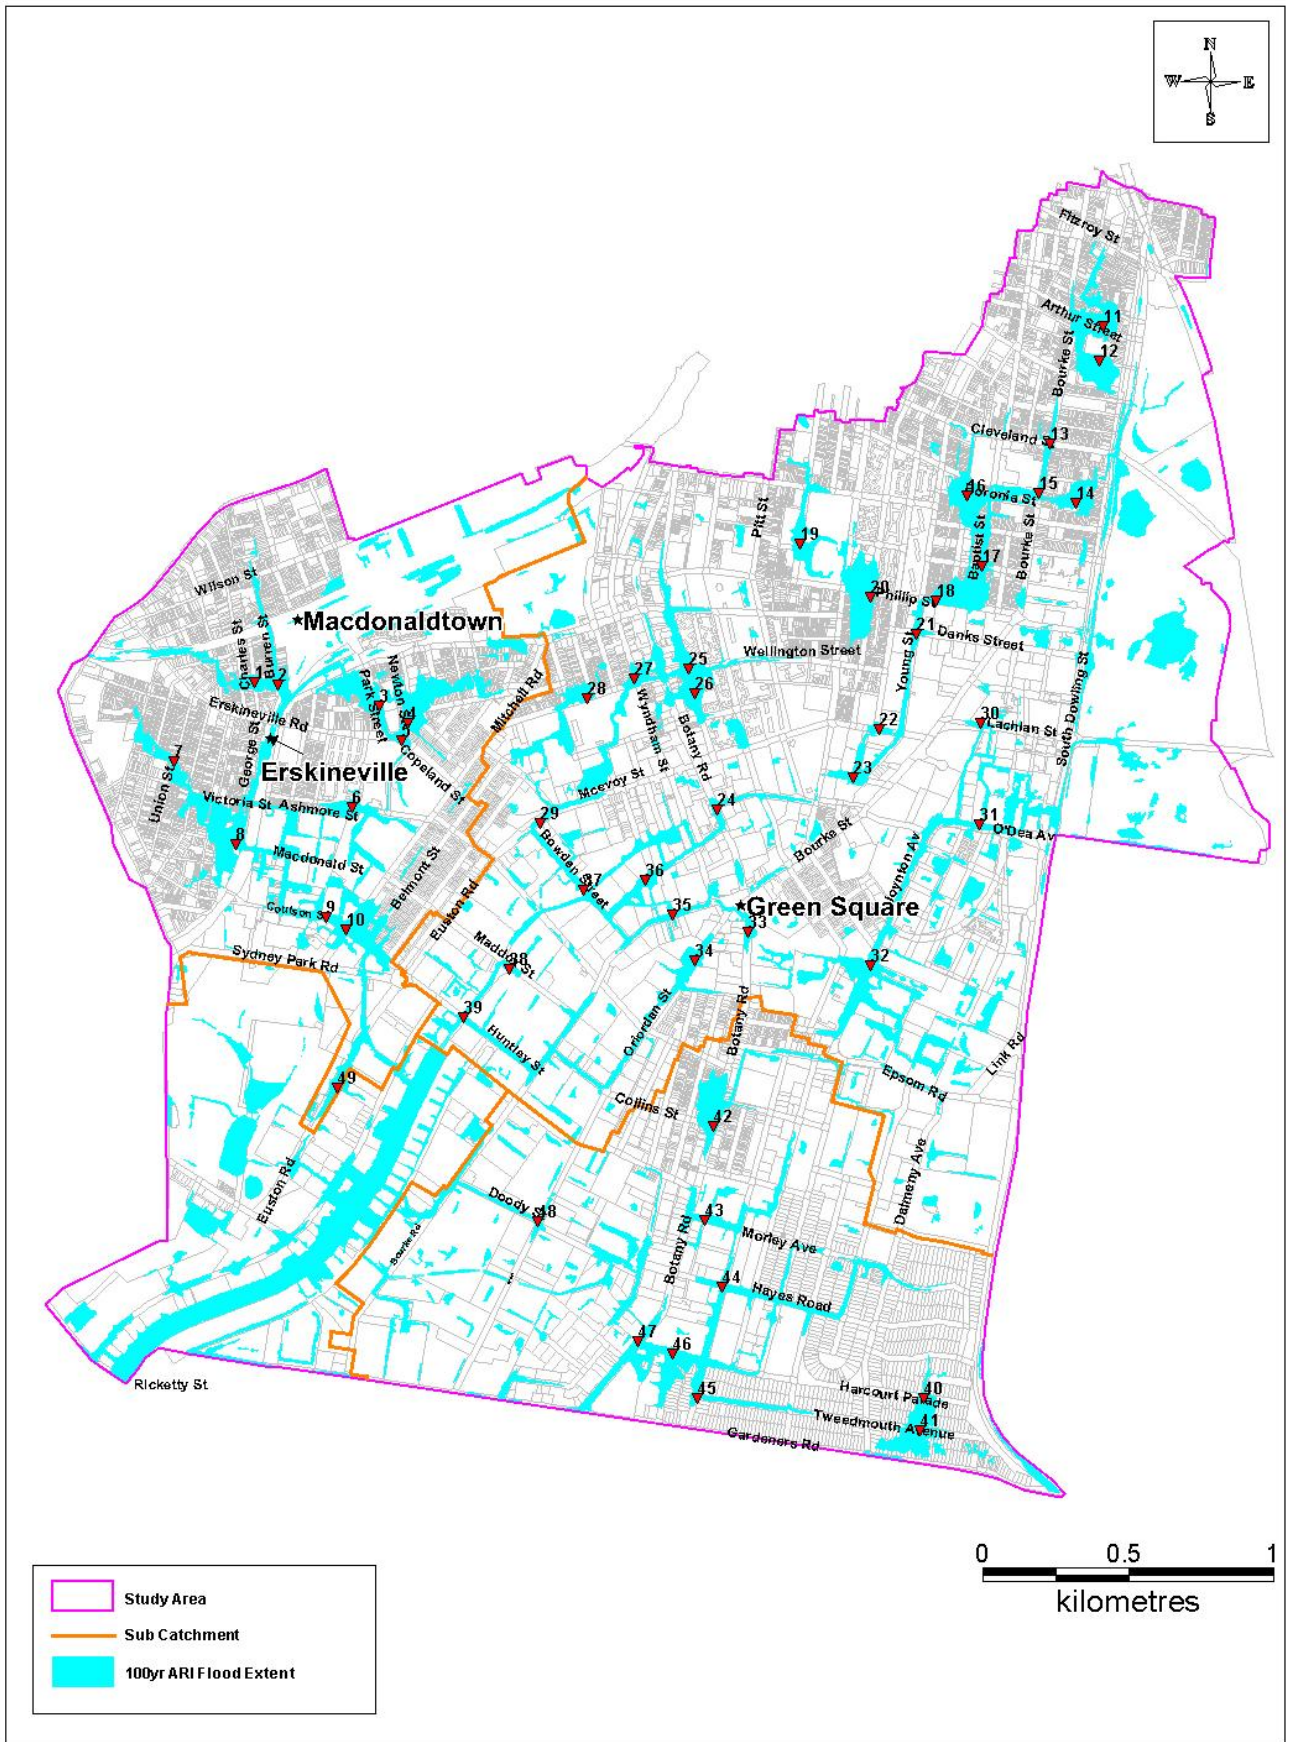 N
W E
S
Fitzroy St
Arthur Street
11
12
Bourke St
Cleveland S
13
16
oronia St
15
14
Pitt St
19
Baptist St
17
Bourke St
20
Phillip S
18
21
Danks Street
Wilson St
Macdonaldtown
Charles St
Burren St
1
2
Newton S
Park Street
3
4
5
Erskineville Rd
George St
Erskineville
Copeland St
Mitchell Rd
28
27
25
26
Wellington Street
Young St
Wyndham St
Botany Rd
22
23
30
Lachlan St
South Dowling St
7
Union St
Victoria St
Ashmore St
6
8
Macdonald St
Mcevoy St
29
24
Bowden Street
Bourke St
31
O'Dea Av
Joynton Av
Belmont St
Euston Rd
37
36
35
Green Square
33
9
Coulson S
10
Sydney Park Rd
Maddox St
38
34
32
39
Huntley St
Oriordan St
Botany Rd
Link Rd
Epsom Rd
49
Collins St
42
Euston Rd
Doody S
48
Bourke Rd
Dalmeny Ave
43
Morley Ave
Botany Rd
44
Hayes Road
47
46
45
Ricketty St
Harcourt Parade
40
Tweedmouth Avenue
41
Gardeners Rd
0 0.5 1
kilometres
Study Area
Sub Catchment
100yr ARI Flood Extent